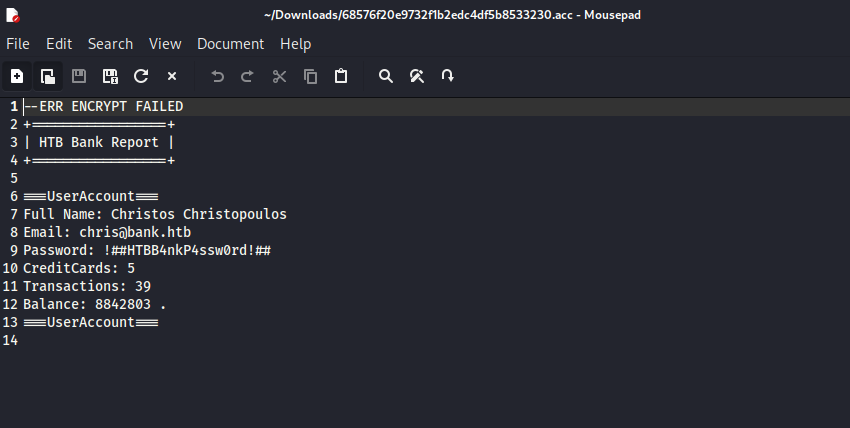 ~/Downloads/68576f20e9732f1b2edc4df5b8533230.acc - Mousepad
File Edit Search View Document Help
1 --ERR ENCRYPT FAILED
2 +=================+
3 | HTB Bank Report |
4 +=================+
5
6 ===UserAccount===
7 Full Name: Christos Christopoulos
8 Email: chris@bank.htb
9 Password: !##HTBB4nkP4ssw0rd!##
10 CreditCards: 5
11 Transactions: 39
12 Balance: 8842803 .
13 ===UserAccount===
14